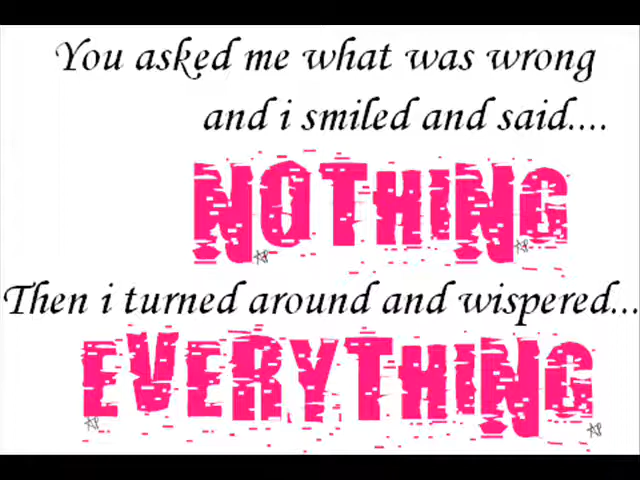 You asked me what was wrong
and i smiled and said....
NOTHING
Then i turned around and wispered...
EVERYTHING